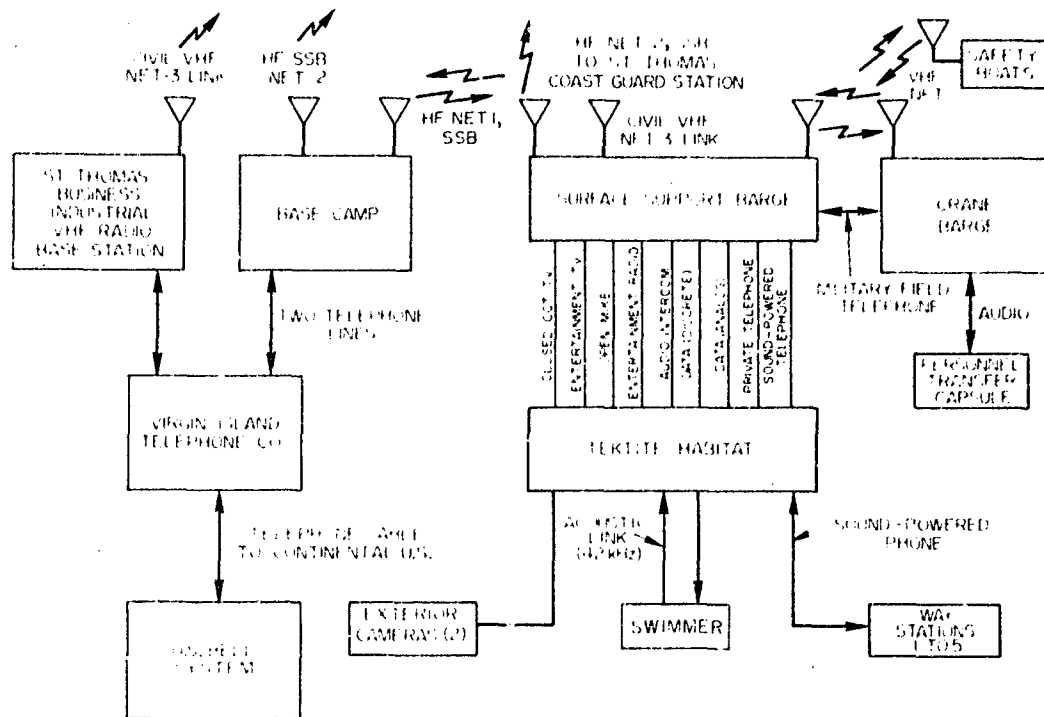 CIVIL VHF
NET-3 LINK
HF SSB
NET 2
HF NET 1,
SSB
HF NET SSB
TO ST. THOMAS
COAST GUARD STATION
CIVIL VHF
NET-3 LINK
VHF
NET
SAFETY
BOATS
ST THOMAS
BUSINESS
INDUSTRIAL
VHF RADIO
BASE STATION
BASE CAMP
SURFACE SUPPORT BARGE
CRANE
BARGE
TWO TELEPHONE
LINES
CLOSED CCT TV
ENTERTAINMENT TV
OPEN MIKE
ENTERTAINMENT RADIO
AUDIO INTERCOM
DATA (DISCRETE)
DATA (ANALOG)
PRIVATE TELEPHONE
SOUND-POWERED
TELEPHONE
MILITARY FIELD
TELEPHONE
AUDIO
PERSONNEL
TRANSFER
CAPSULE
VIRGIN ISLAND
TELEPHONE CO
TEKTITE HABITAT
TELEPHONE CABLE
TO CONTINENTAL U.S.
ACOUSTIC
LINK
(42 kHz)
SOUND-POWERED
PHONE
EXTERIOR
CAMERAS (2)
SWIMMER
WAY
STATIONS
1 TO 5
SYSTEM